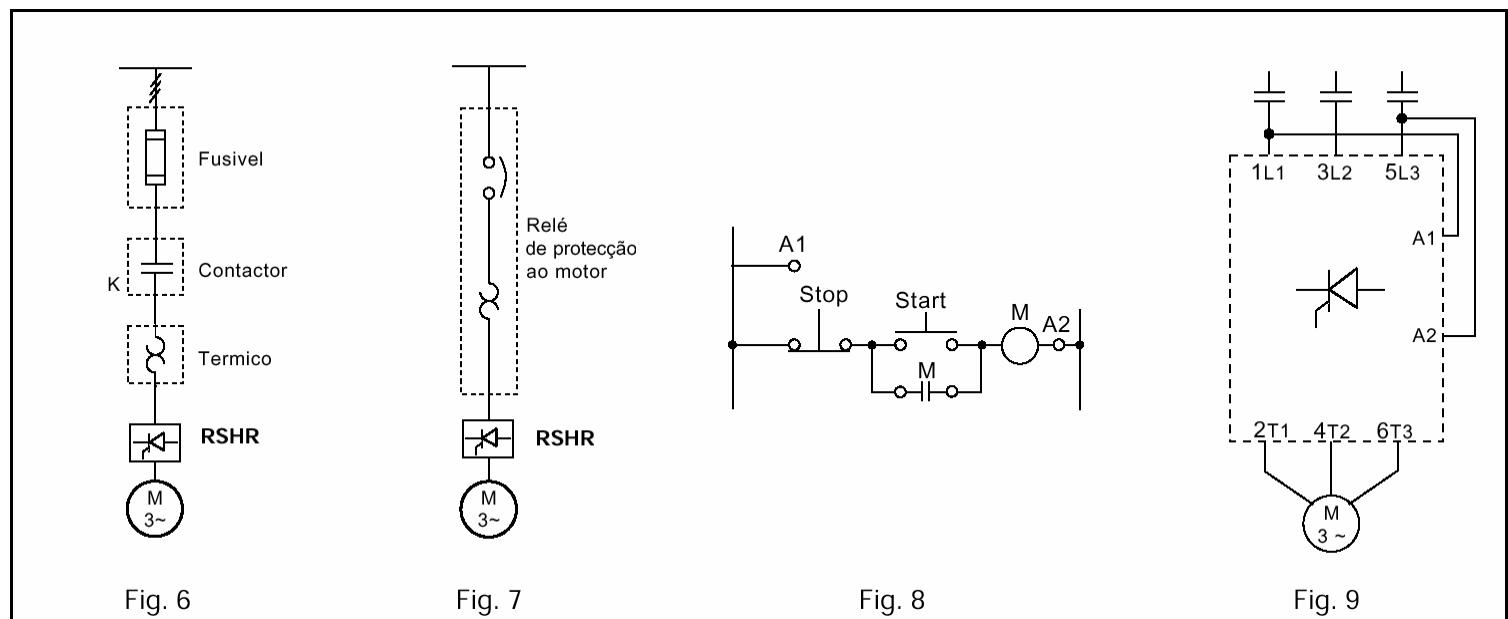 Fusivel
K
Contactor
Termico
RSHR
M
3~
Fig. 6
Relé
de protecção
ao motor
RSHR
M
3~
Fig. 7
A1
Stop
Start
M
A2
M
Fig. 8
1L1 3L2 5L3
A1
A2
2T1 4T2 6T3
M
3 ~
Fig. 9